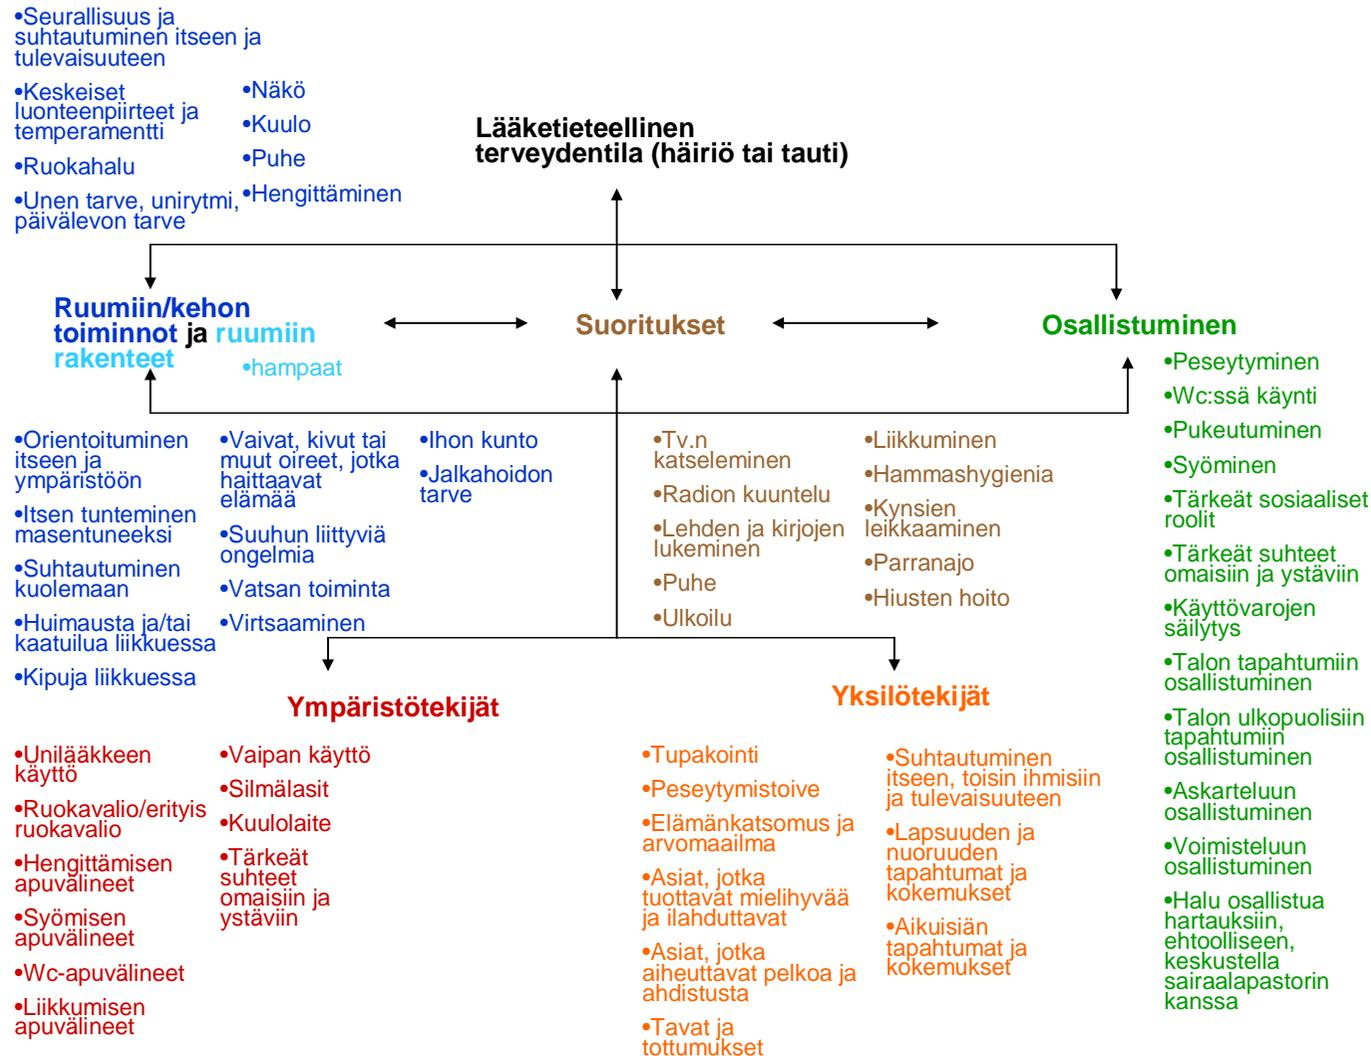 •Seurallisuus ja
suhtautuminen itseen ja
tulevaisuuteen
•Keskeiset
luonteenpiirteet ja
temperamentti
•Ruokahalu
•Unen tarve, unirytmi,
päivälevon tarve
•Näkö
•Kuulo
•Puhe
•Hengittäminen
Lääketieteellinen
terveydentila (häiriö tai tauti)
Ruumiin/kehon
toiminnot ja ruumiin
rakenteet
•hampaat
Suoritukset
Osallistuminen
•Orientoituminen
itseen ja
ympäristöön
•Itsen tunteminen
masentuneeksi
•Suhtautuminen
kuolemaan
•Huimausta ja/tai
kaatuilua liikkuessa
•Kipuja liikkuessa
•Vaivat, kivut tai
muut oireet, jotka
haittaavat
elämää
•Suuhun liittyviä
ongelmia
•Vatsan toiminta
•Virtsaaminen
•Ihon kunto
•Jalkahoidon
tarve
•Tv.n
katseleminen
•Radion kuuntelu
•Lehden ja kirjojen
lukeminen
•Puhe
•Ulkoilu
•Liikkuminen
•Hammashygienia
•Kynsien
leikkaaminen
•Parranajo
•Hiusten hoito
•Peseytyminen
•Wc:ssä käynti
•Pukeutuminen
•Syöminen
•Tärkeät sosiaaliset
roolit
•Tärkeät suhteet
omaisiin ja ystäviin
•Käyttövarojen
säilytys
•Talon tapahtumiin
osallistuminen
•Talon ulkopuolisiin
tapahtumiin
osallistuminen
•Askarteluun
osallistuminen
•Voimisteluun
osallistuminen
•Halu osallistua
hartauksiin,
ehtoolliseen,
keskustella
sairaalapastorin
kanssa
Ympäristötekijät
•Unilääkkeen
käyttö
•Ruokavalio/erityis
ruokavalio
•Hengittämisen
apuvälineet
•Syömisen
apuvälineet
•Wc-apuvälineet
•Liikkumisen
apuvälineet
•Vaipan käyttö
•Silmälasit
•Kuulolaite
•Tärkeät
suhteet
omaisiin ja
ystäviin
Yksilötekijät
•Tupakointi
•Peseytymistoive
•Elämänkatsomus ja
arvomaailma
•Asiat, jotka
tuottavat mielihyvää
ja ilahduttavat
•Asiat, jotka
aiheuttavat pelkoa ja
ahdistusta
•Tavat ja
tottumukset
•Suhtautuminen
itseen, toisin ihmisiin
ja tulevaisuuteen
•Lapsuuden ja
nuoruuden
tapahtumat ja
kokemukset
•Aikuisiän
tapahtumat ja
kokemukset